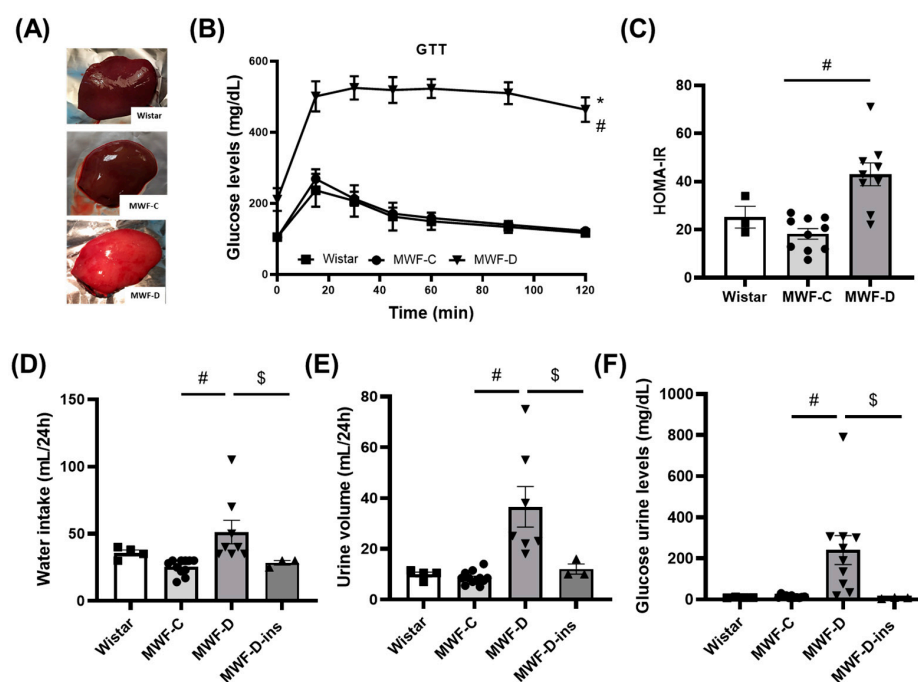 (A)
Wistar
MWF-C
MWF-D
(B)
GTT
Glucose levels (mg/dL)
600
400
200
0
Wistar MWF-C MWF-D
*
#
0 20 40 60 80 100 120
Time (min)
(C)
#
HOMA-IR
80
60
40
20
0
Wistar MWF-C MWF-D
(D)
# $
Water intake (mL/24h)
150
100
50
0
Wistar MWF-C MWF-D MWF-D-ins
(E)
# $
Urine volume (mL/24h)
80
60
40
20
0
Wistar MWF-C MWF-D MWF-D-ins
(F)
# $
Glucose urine levels (mg/dL)
1000
800
600
400
200
0
Wistar MWF-C MWF-D MWF-D-ins